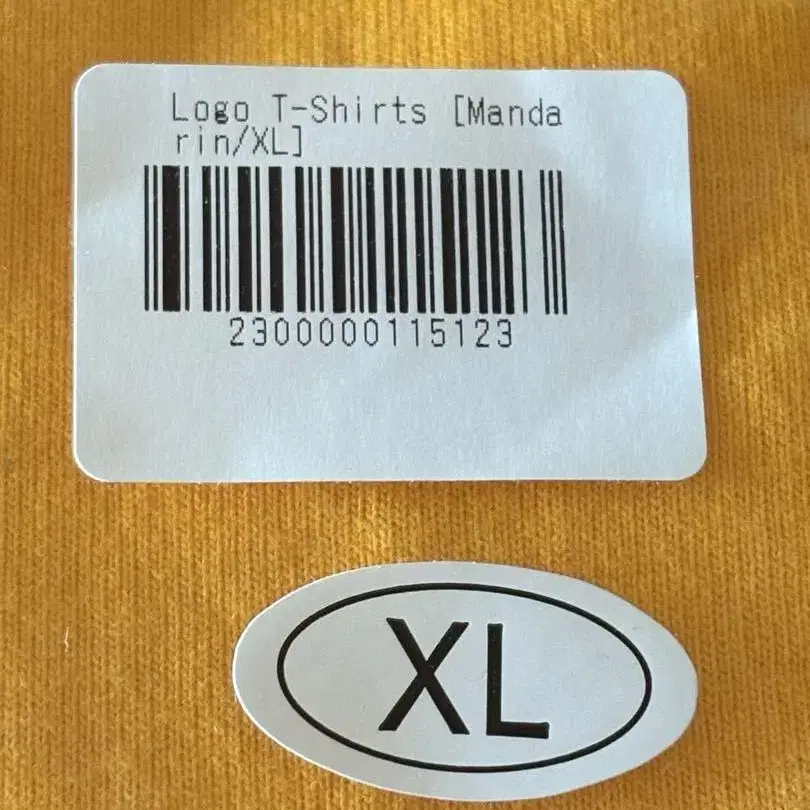 Logo T-Shirts [Manda
rin/XL]
2300000115123
XL